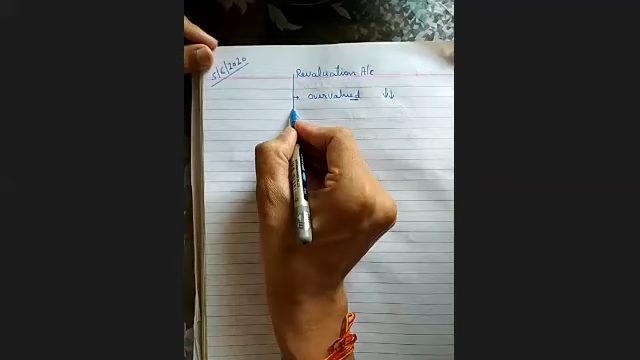 5/6/2020
Revaluation A/c
→ overvalued ↓↓